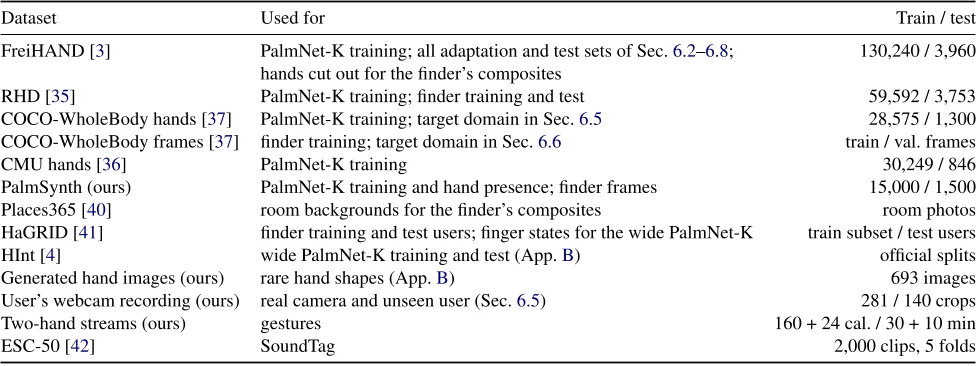 Dataset Used for Train / test
FreiHAND [3] PalmNet-K training; all adaptation and test sets of Sec. 6.2–6.8; 130,240 / 3,960
hands cut out for the finder's composites
RHD [35] PalmNet-K training; finder training and test 59,592 / 3,753
COCO-WholeBody hands [37] PalmNet-K training; target domain in Sec. 6.5 28,575 / 1,300
COCO-WholeBody frames [37] finder training; target domain in Sec. 6.6 train / val. frames
CMU hands [36] PalmNet-K training 30,249 / 846
PalmSynth (ours) PalmNet-K training and hand presence; finder frames 15,000 / 1,500
Places365 [40] room backgrounds for the finder's composites room photos
HaGRID [41] finder training and test users; finger states for the wide PalmNet-K train subset / test users
HInt [4] wide PalmNet-K training and test (App. B) official splits
Generated hand images (ours) rare hand shapes (App. B) 693 images
User's webcam recording (ours) real camera and unseen user (Sec. 6.5) 281 / 140 crops
Two-hand streams (ours) gestures 160 + 24 cal. / 30 + 10 min
ESC-50 [42] SoundTag 2,000 clips, 5 folds